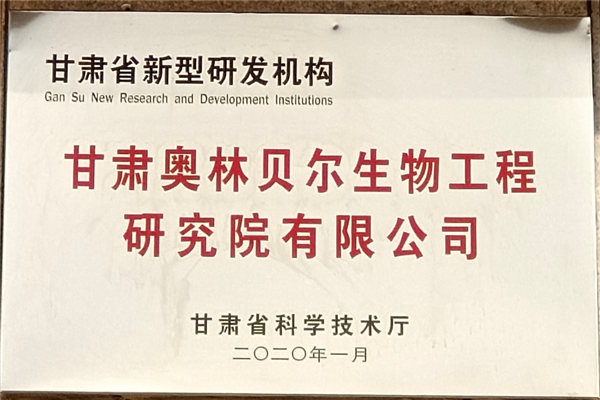 甘肃省新型研发机构
Gan Su New Research and Development Institutions
甘肃奥林贝尔生物工程
研究院有限公司
甘肃省科学技术厅
二〇二〇年一月